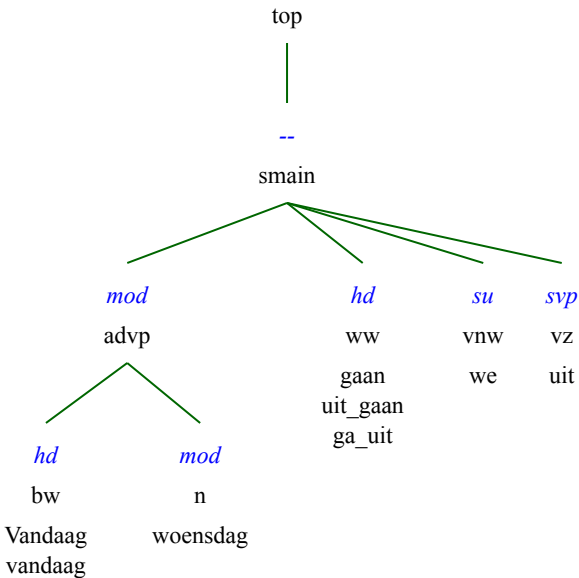 top
--
smain
mod hd su svp
advp ww vnw vz
gaan we uit
uit_gaan
ga_uit
hd mod
bw n
Vandaag woensdag
vandaag